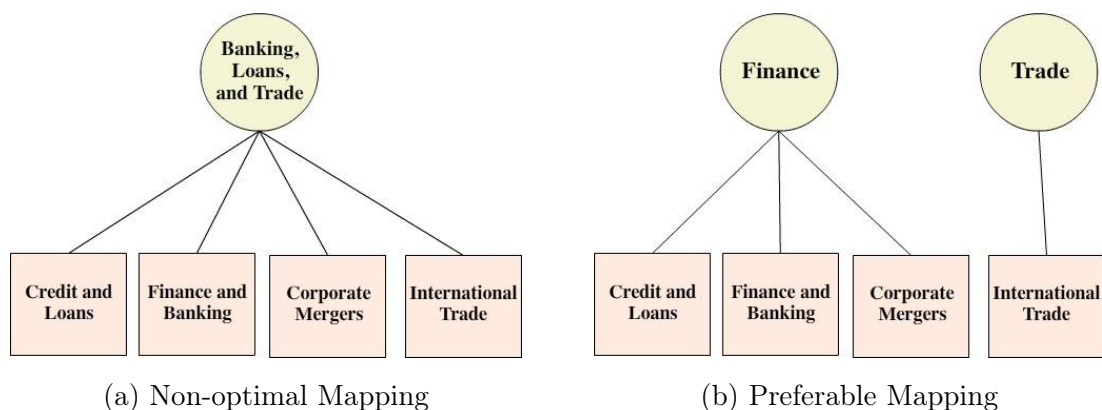 Banking,
Loans,
and Trade
Credit and
Loans
Finance and
Banking
Corporate
Mergers
International
Trade
(a) Non-optimal Mapping
Finance
Trade
Credit and
Loans
Finance and
Banking
Corporate
Mergers
International
Trade
(b) Preferable Mapping